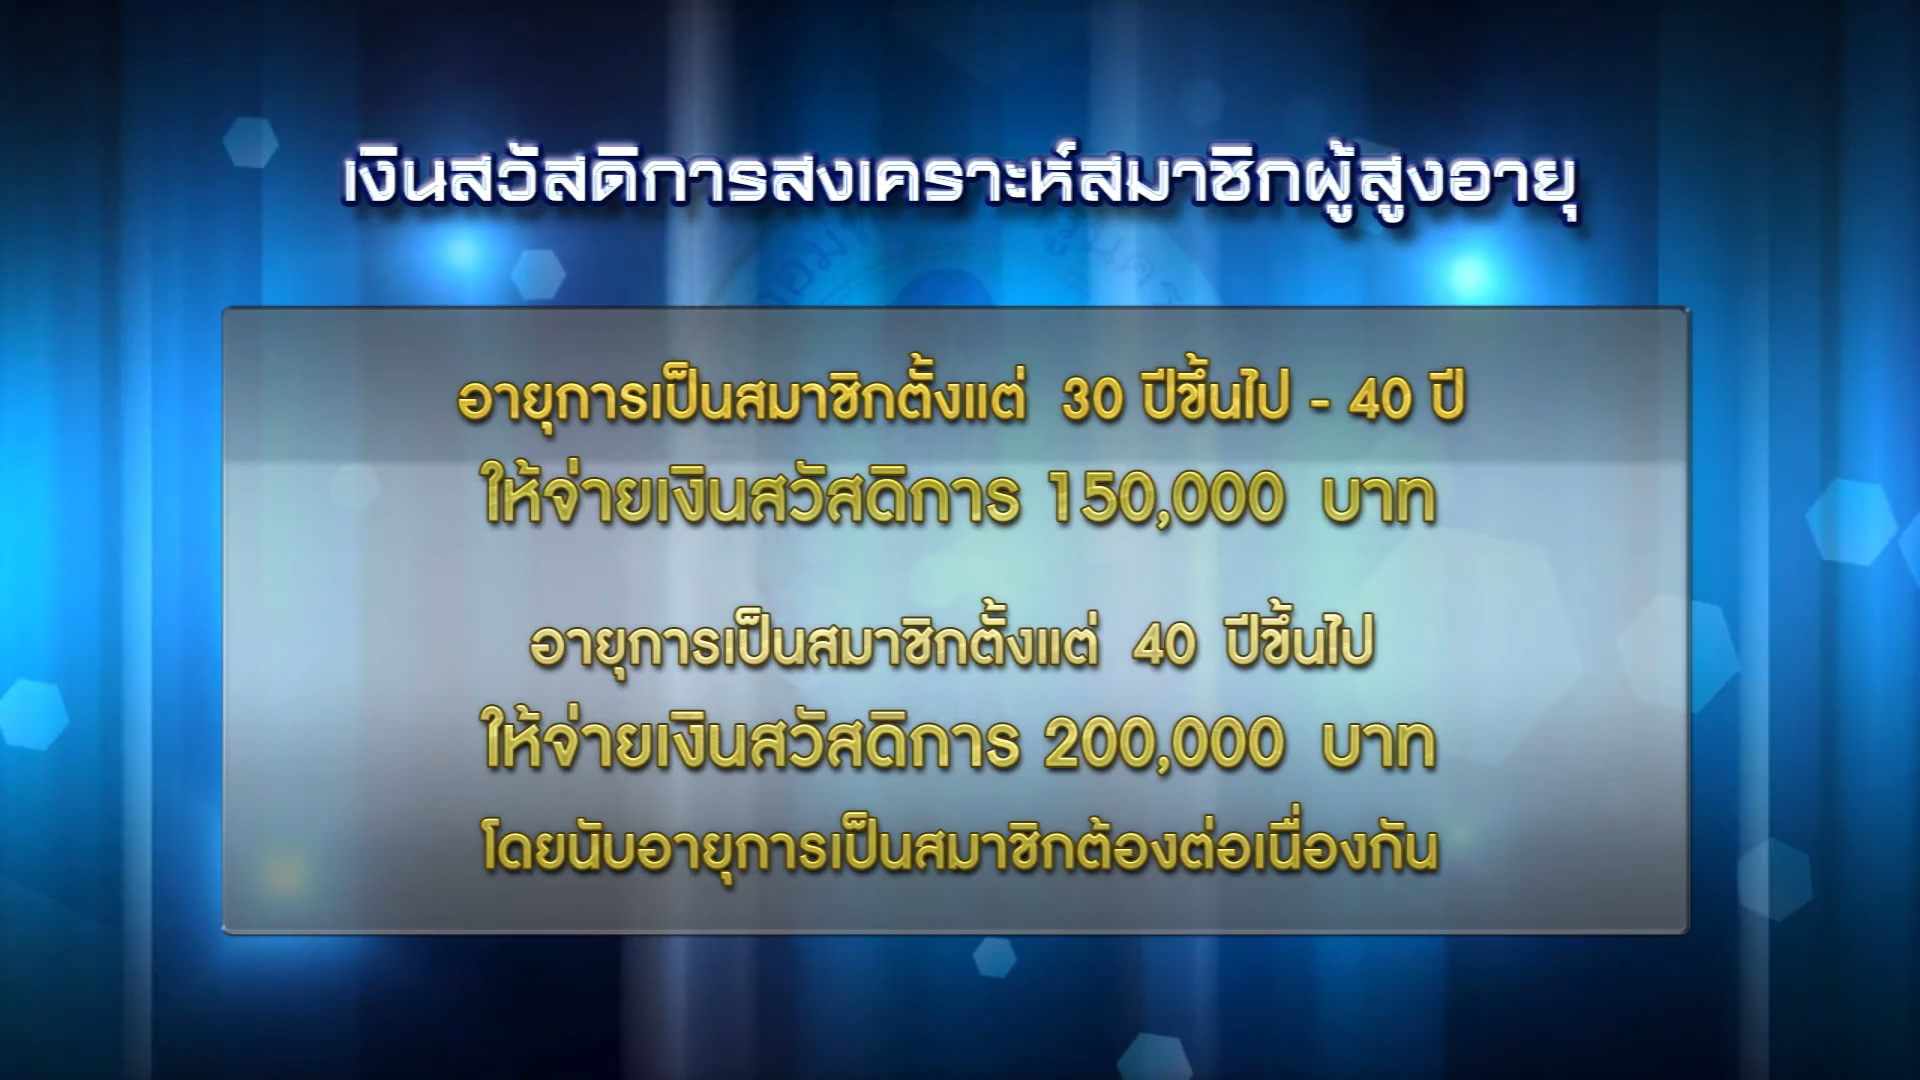 เงินสวัสดิการสงเคราะห์สมาชิกผู้สูงอายุ
อายุการเป็นสมาชิกตั้งแต่ 30 ปีขึ้นไป - 40 ปี
ให้จ่ายเงินสวัสดิการ 150,000 บาท
อายุการเป็นสมาชิกตั้งแต่ 40 ปีขึ้นไป
ให้จ่ายเงินสวัสดิการ 200,000 บาท
โดยนับอายุการเป็นสมาชิกต้องต่อเนื่องกัน